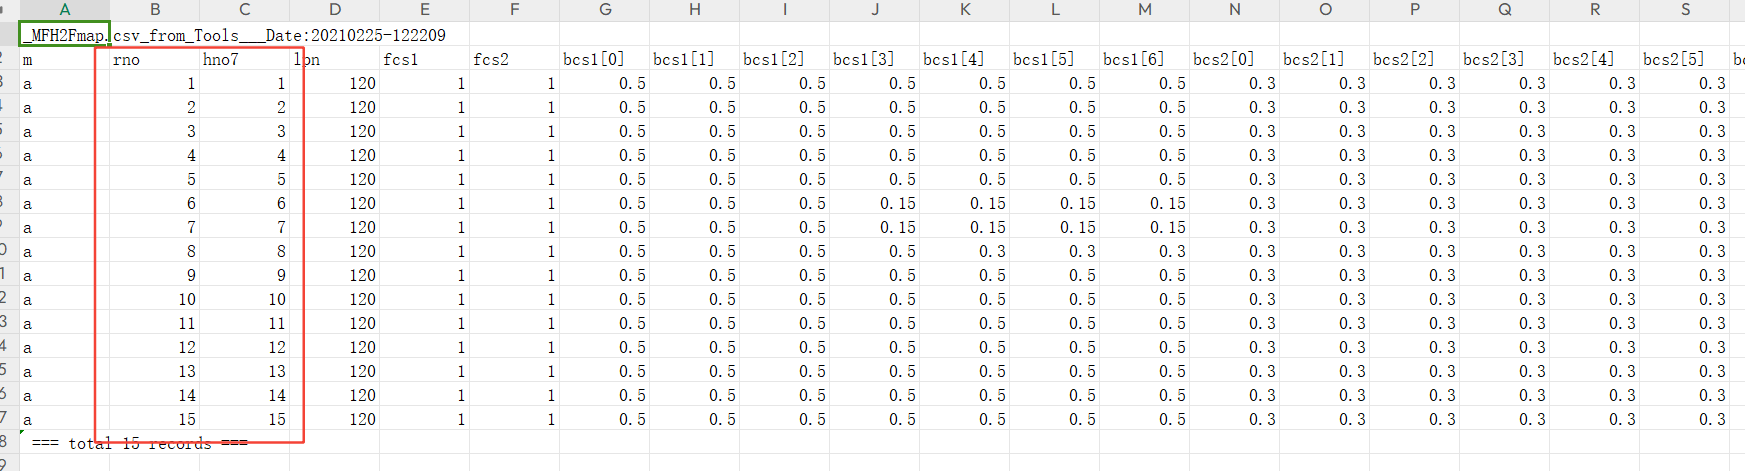 A B C D E F G H I J K L M N O P Q R S
_MFH2Fmap.csv_from_Tools___Date:20210225-122209
m rno hno7 lpn fcs1 fcs2 bcs1[0] bcs1[1] bcs1[2] bcs1[3] bcs1[4] bcs1[5] bcs1[6] bcs2[0] bcs2[1] bcs2[2] bcs2[3] bcs2[4] bcs2[5] bc
3 a 1 1 120 1 1 0.5 0.5 0.5 0.5 0.5 0.5 0.5 0.3 0.3 0.3 0.3 0.3 0.3
4 a 2 2 120 1 1 0.5 0.5 0.5 0.5 0.5 0.5 0.5 0.3 0.3 0.3 0.3 0.3 0.3
5 a 3 3 120 1 1 0.5 0.5 0.5 0.5 0.5 0.5 0.5 0.3 0.3 0.3 0.3 0.3 0.3
a 4 4 120 1 1 0.5 0.5 0.5 0.5 0.5 0.5 0.5 0.3 0.3 0.3 0.3 0.3 0.3
7 a 5 5 120 1 1 0.5 0.5 0.5 0.5 0.5 0.5 0.5 0.3 0.3 0.3 0.3 0.3 0.3
8 a 6 6 120 1 1 0.5 0.5 0.5 0.15 0.15 0.15 0.15 0.3 0.3 0.3 0.3 0.3 0.3
a 7 7 120 1 1 0.5 0.5 0.5 0.15 0.15 0.15 0.15 0.3 0.3 0.3 0.3 0.3 0.3
0 a 8 8 120 1 1 0.5 0.5 0.5 0.5 0.3 0.3 0.3 0.3 0.3 0.3 0.3 0.3 0.3
1 a 9 9 120 1 1 0.5 0.5 0.5 0.5 0.5 0.5 0.5 0.3 0.3 0.3 0.3 0.3 0.3
2 a 10 10 120 1 1 0.5 0.5 0.5 0.5 0.5 0.5 0.5 0.3 0.3 0.3 0.3 0.3 0.3
3 a 11 11 120 1 1 0.5 0.5 0.5 0.5 0.5 0.5 0.5 0.3 0.3 0.3 0.3 0.3 0.3
4 a 12 12 120 1 1 0.5 0.5 0.5 0.5 0.5 0.5 0.5 0.3 0.3 0.3 0.3 0.3 0.3
5 a 13 13 120 1 1 0.5 0.5 0.5 0.5 0.5 0.5 0.5 0.3 0.3 0.3 0.3 0.3 0.3
6 a 14 14 120 1 1 0.5 0.5 0.5 0.5 0.5 0.5 0.5 0.3 0.3 0.3 0.3 0.3 0.3
7 a 15 15 120 1 1 0.5 0.5 0.5 0.5 0.5 0.5 0.5 0.3 0.3 0.3 0.3 0.3 0.3
8 === total 15 records ===